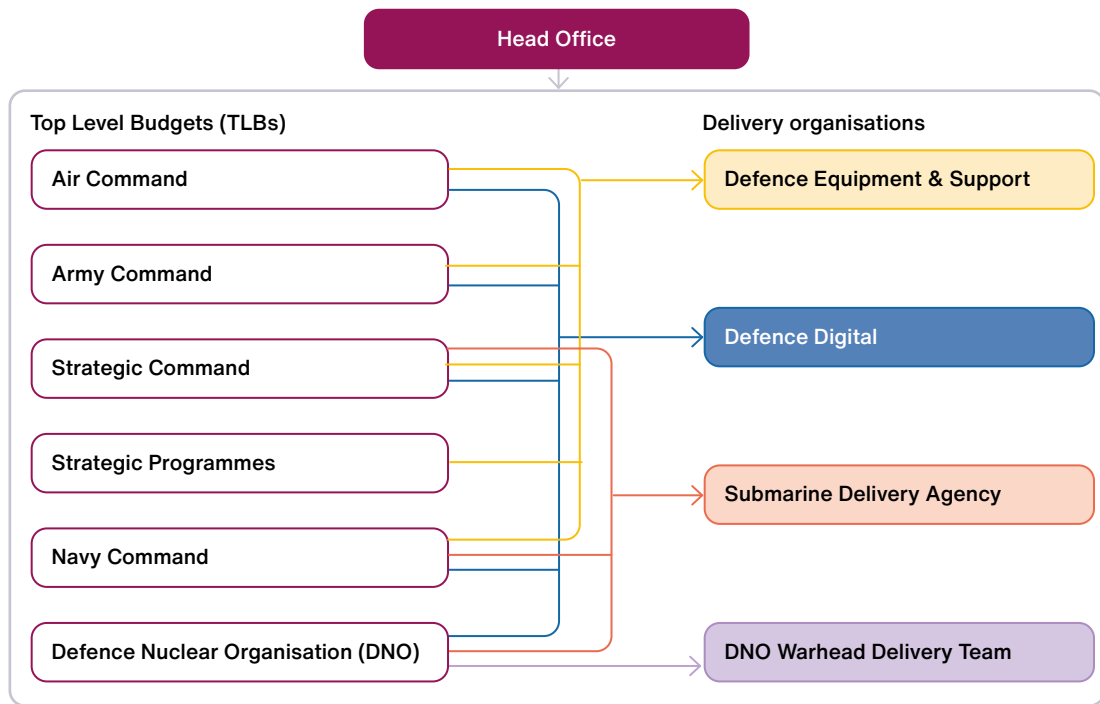 Head Office
Top Level Budgets (TLBs)
Delivery organisations
Air Command
Defence Equipment & Support
Army Command
Defence Digital
Strategic Command
Strategic Programmes
Submarine Delivery Agency
Navy Command
Defence Nuclear Organisation (DNO)
DNO Warhead Delivery Team